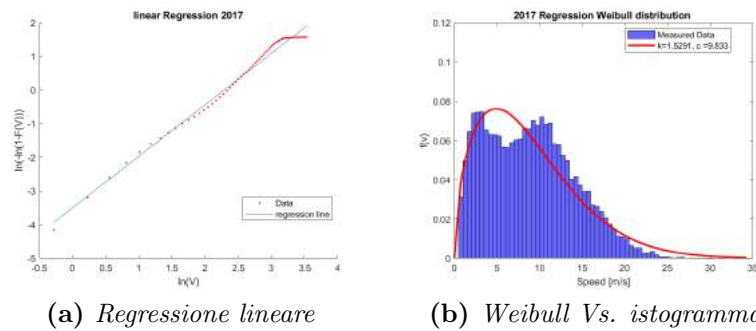 linear Regression 2017
2
1
0
-1
-2
-3
-4
-5
ln(-ln(1-F(V)))
Data
regression line
-0.5 0 0.5 1 1.5 2 2.5 3 3.5 4
ln(V)
(a) Regressione lineare
2017 Regression Weibull distribution
0.12
0.1
0.08
0.06
0.04
0.02
0
f(v)
Measured Data
k=1.5291, c =9.833
0 5 10 15 20 25 30 35
Speed [m/s]
(b) Weibull Vs. istogramma